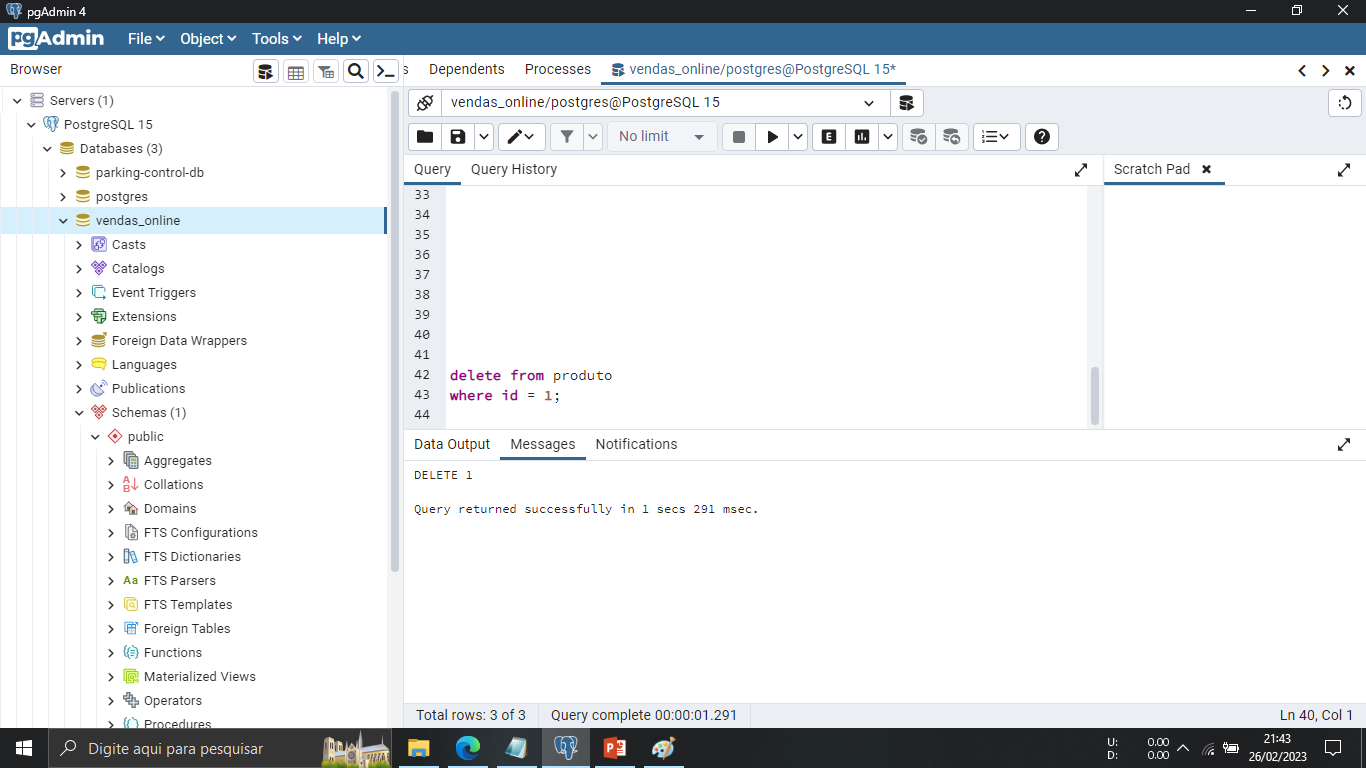 pgAdmin 4
pgAdmin
File Object Tools Help
Browser
s Dependents Processes vendas_online/postgres@PostgreSQL 15*
Servers (1)
PostgreSQL 15
Databases (3)
parking-control-db
postgres
vendas_online
Casts
Catalogs
Event Triggers
Extensions
Foreign Data Wrappers
Languages
Publications
Schemas (1)
public
Aggregates
Collations
Domains
FTS Configurations
FTS Dictionaries
Aa FTS Parsers
FTS Templates
Foreign Tables
Functions
Materialized Views
Operators
Procedures
vendas_online/postgres@PostgreSQL 15
No limit
E
Query Query History
Scratch Pad
33
34
35
36
37
38
39
40
41
42 delete from produto
43 where id = 1;
44
Data Output Messages Notifications
DELETE 1
Query returned successfully in 1 secs 291 msec.
Total rows: 3 of 3 Query complete 00:00:01.291 Ln 40, Col 1
Digite aqui para pesquisar
U: 0.00
D: 0.00
21:43
26/02/2023